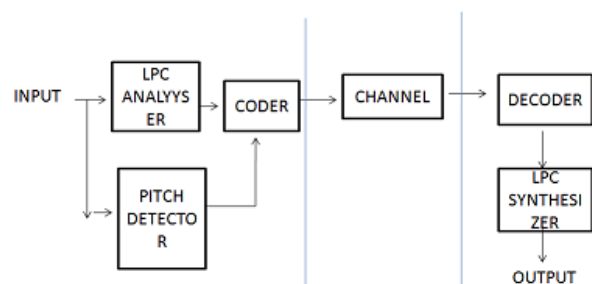 INPUT
LPC
ANALYYS
ER
CODER
PITCH
DETECTO
R
CHANNEL
DECODER
LPC
SYNTHESI
ZER
OUTPUT